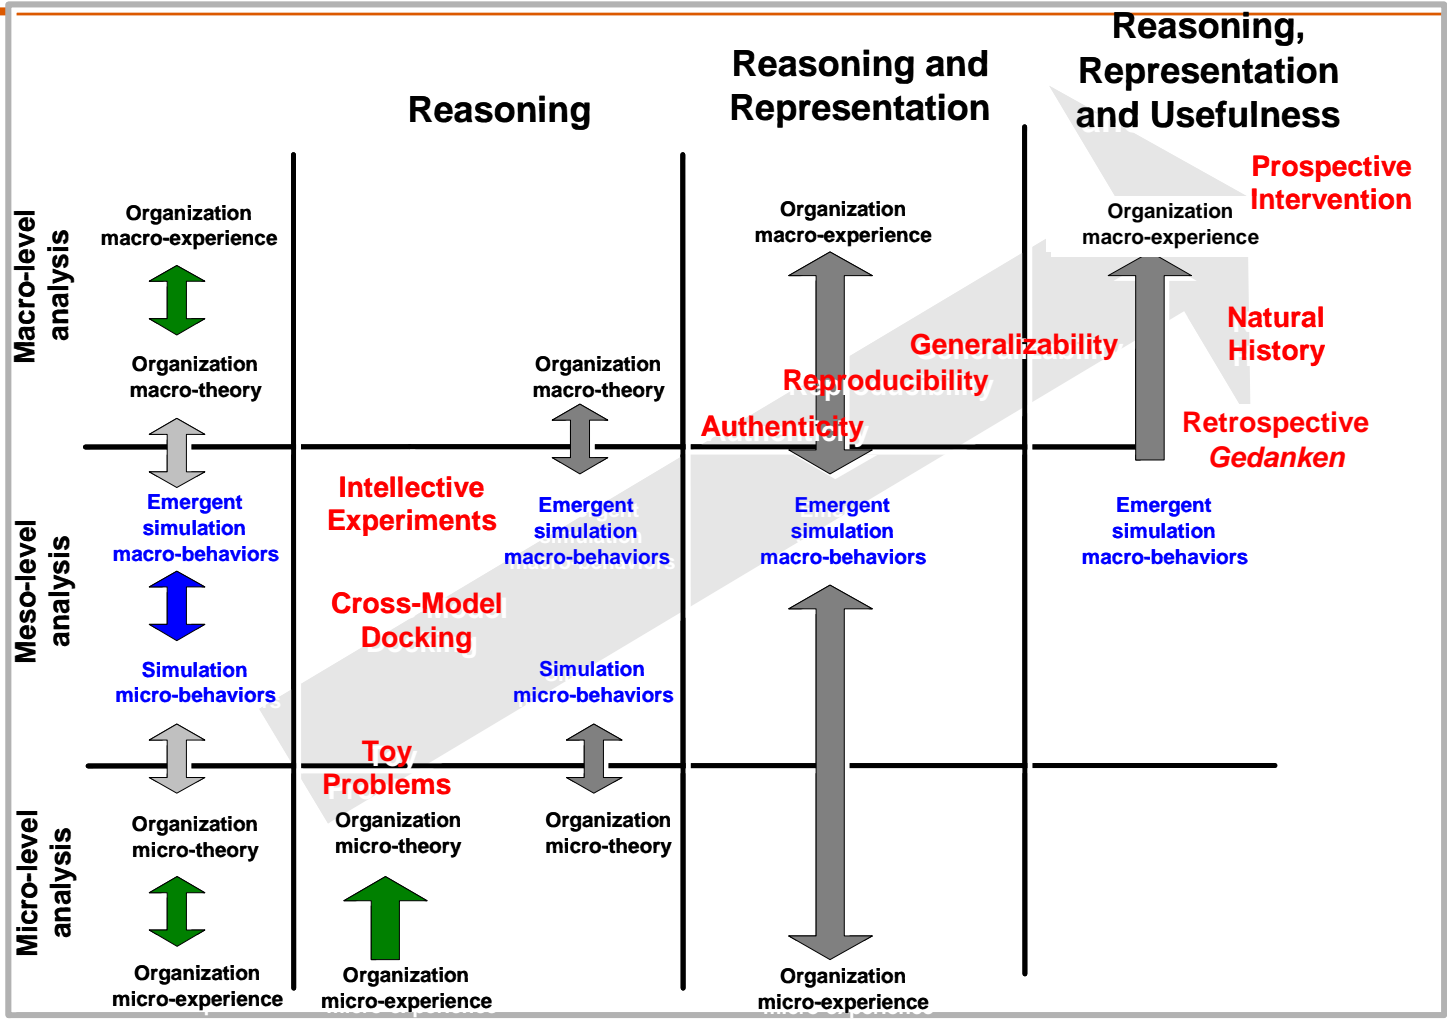 Reasoning
Reasoning and
Representation
Reasoning,
Representation
and Usefulness
Macro-level
analysis
Organization
macro-experience
Organization
macro-theory
Organization
macro-theory
Organization
macro-experience
Authenticity
Reproducibility
Generalizability
Organization
macro-experience
Prospective
Intervention
Natural
History
Retrospective
Gedanken
Meso-level
analysis
Emergent
simulation
macro-behaviors
Simulation
micro-behaviors
Intellective
Experiments
Cross-Model
Docking
Toy
Problems
Emergent
simulation
macro-behaviors
Simulation
micro-behaviors
Emergent
simulation
macro-behaviors
Emergent
simulation
macro-behaviors
Micro-level
analysis
Organization
micro-theory
Organization
micro-experience
Organization
micro-theory
Organization
micro-experience
Organization
micro-theory
Organization
micro-experience